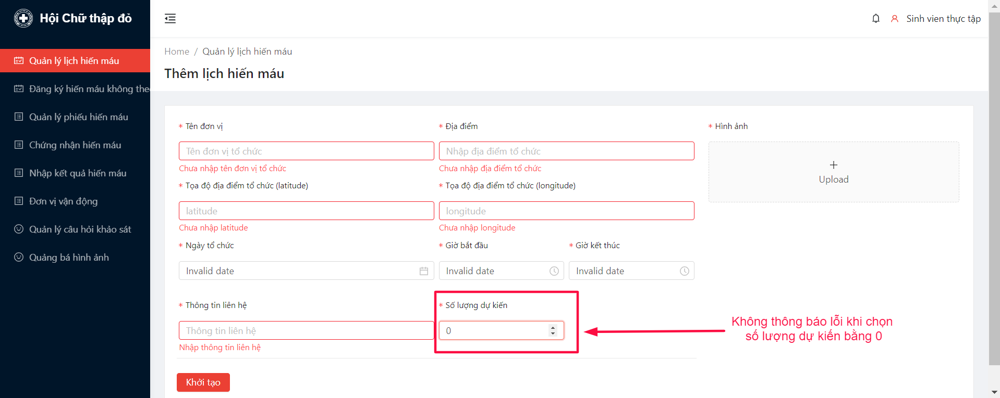 Hội Chữ thập đỏ
Sinh vien thực tập
Quản lý lịch hiến máu
Đăng ký hiến máu không the
Quản lý phiếu hiến máu
Chứng nhận hiến máu
Nhập kết quả hiến máu
Đơn vị vận động
Quản lý câu hỏi khảo sát
Quảng bá hình ảnh
Home / Quản lý lịch hiến máu
Thêm lịch hiến máu
* Tên đơn vị
* Địa điểm
* Hình ảnh
Tên đơn vị tổ chức
Nhập địa điểm tổ chức
Chưa nhập tên đơn vị tổ chức
Chưa nhập địa điểm tổ chức
+
Upload
* Tọa độ địa điểm tổ chức (latitude)
* Tọa độ địa điểm tổ chức (longitude)
latitude
longitude
Chưa nhập latitude
Chưa nhập longitude
* Ngày tổ chức
* Giờ bắt đầu
* Giờ kết thúc
Invalid date
Invalid date
Invalid date
* Thông tin liên hệ
* Số lượng dự kiến
Thông tin liên hệ
0
Nhập thông tin liên hệ
Không thông báo lỗi khi chọn
số lượng dự kiến bằng 0
Khởi tạo